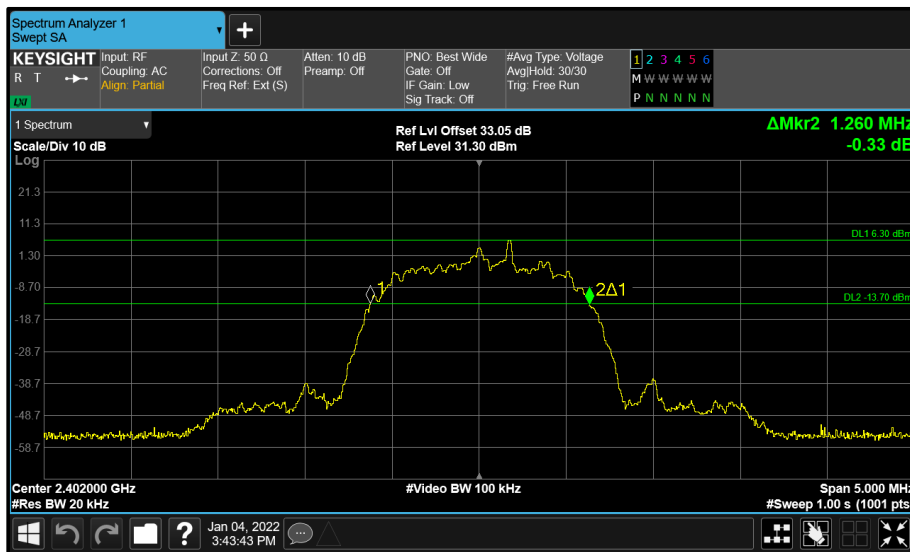 Spectrum Analyzer 1
Swept SA
KEYSIGHT
R T
LXI
Input: RF
Coupling: AC
Align: Partial
Input Z: 50 Ω
Corrections: Off
Freq Ref: Ext (S)
Atten: 10 dB
Preamp: Off
PNO: Best Wide
Gate: Off
IF Gain: Low
Sig Track: Off
#Avg Type: Voltage
Avg|Hold: 30/30
Trig: Free Run
1 2 3 4 5 6
M W W W W W
P N N N N N
1 Spectrum
Scale/Div 10 dB
Log
Ref Lvl Offset 33.05 dB
Ref Level 31.30 dBm
ΔMkr2 1.260 MHz
-0.33 dB
21.3
11.3
DL1 6.30 dBm
1.30
-8.70
1
2Δ1
DL2 -13.70 dBm
-18.7
-28.7
-38.7
-48.7
-58.7
Center 2.402000 GHz
#Video BW 100 kHz
Span 5.000 MHz
#Res BW 20 kHz
#Sweep 1.00 s (1001 pts
?
Jan 04, 2022
3:43:43 PM